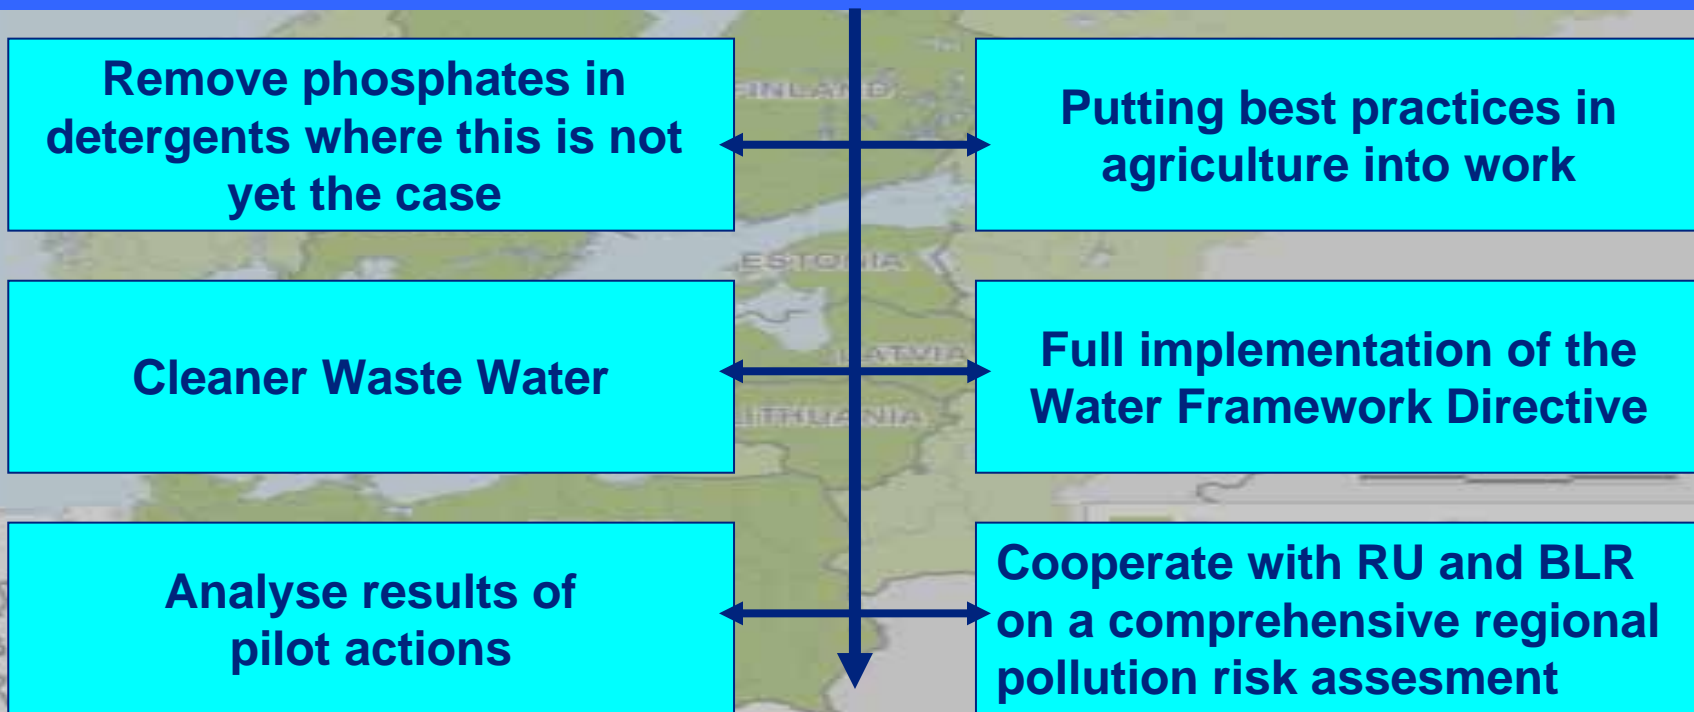 Remove phosphates in
detergents where this is not
yet the case
Putting best practices in
agriculture into work
Cleaner Waste Water
Full implementation of the
Water Framework Directive
Analyse results of
pilot actions
Cooperate with RU and BLR
on a comprehensive regional
pollution risk assesment
FINLAND
ESTONIA
LATVIA
LITHUANIA